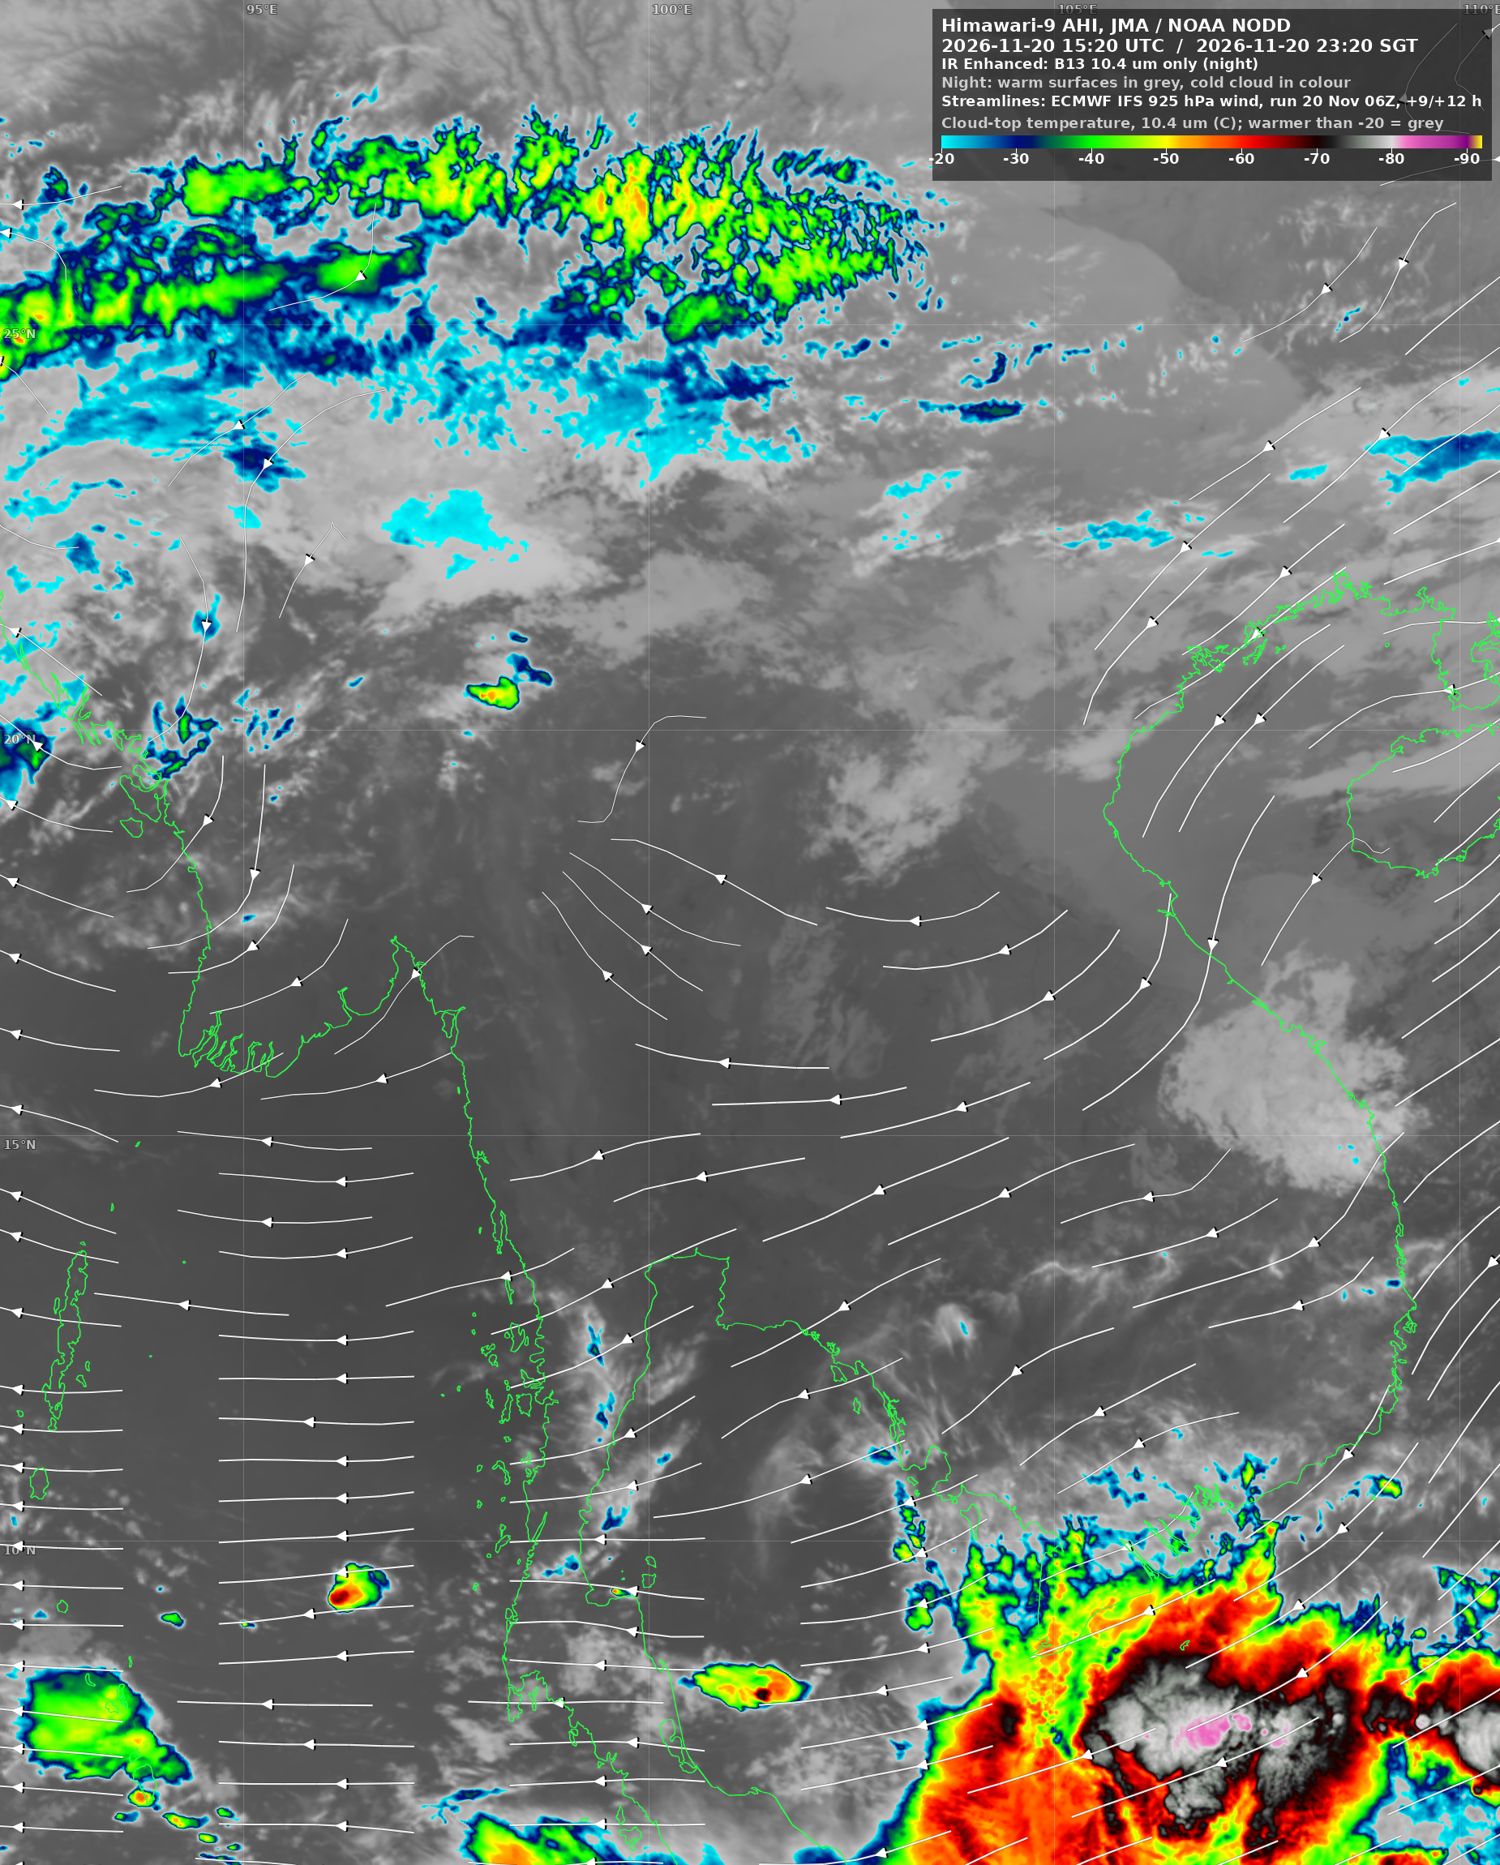 95°E 100°E 105°E 110°E
Himawari-9 AHI, JMA / NOAA NODD
2026-11-20 15:20 UTC / 2026-11-20 23:20 SGT
IR Enhanced: B13 10.4 um only (night)
Night: warm surfaces in grey, cold cloud in colour
Streamlines: ECMWF IFS 925 hPa wind, run 20 Nov 06Z, +9/+12 h
Cloud-top temperature, 10.4 um (C); warmer than -20 = grey
-20 -30 -40 -50 -60 -70 -80 -90
25°N
20°N
15°N
10°N